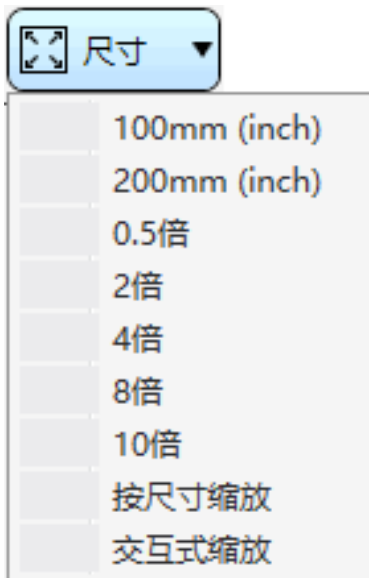 尺寸
100mm (inch)
200mm (inch)
0.5倍
2倍
4倍
8倍
10倍
按尺寸缩放
交互式缩放